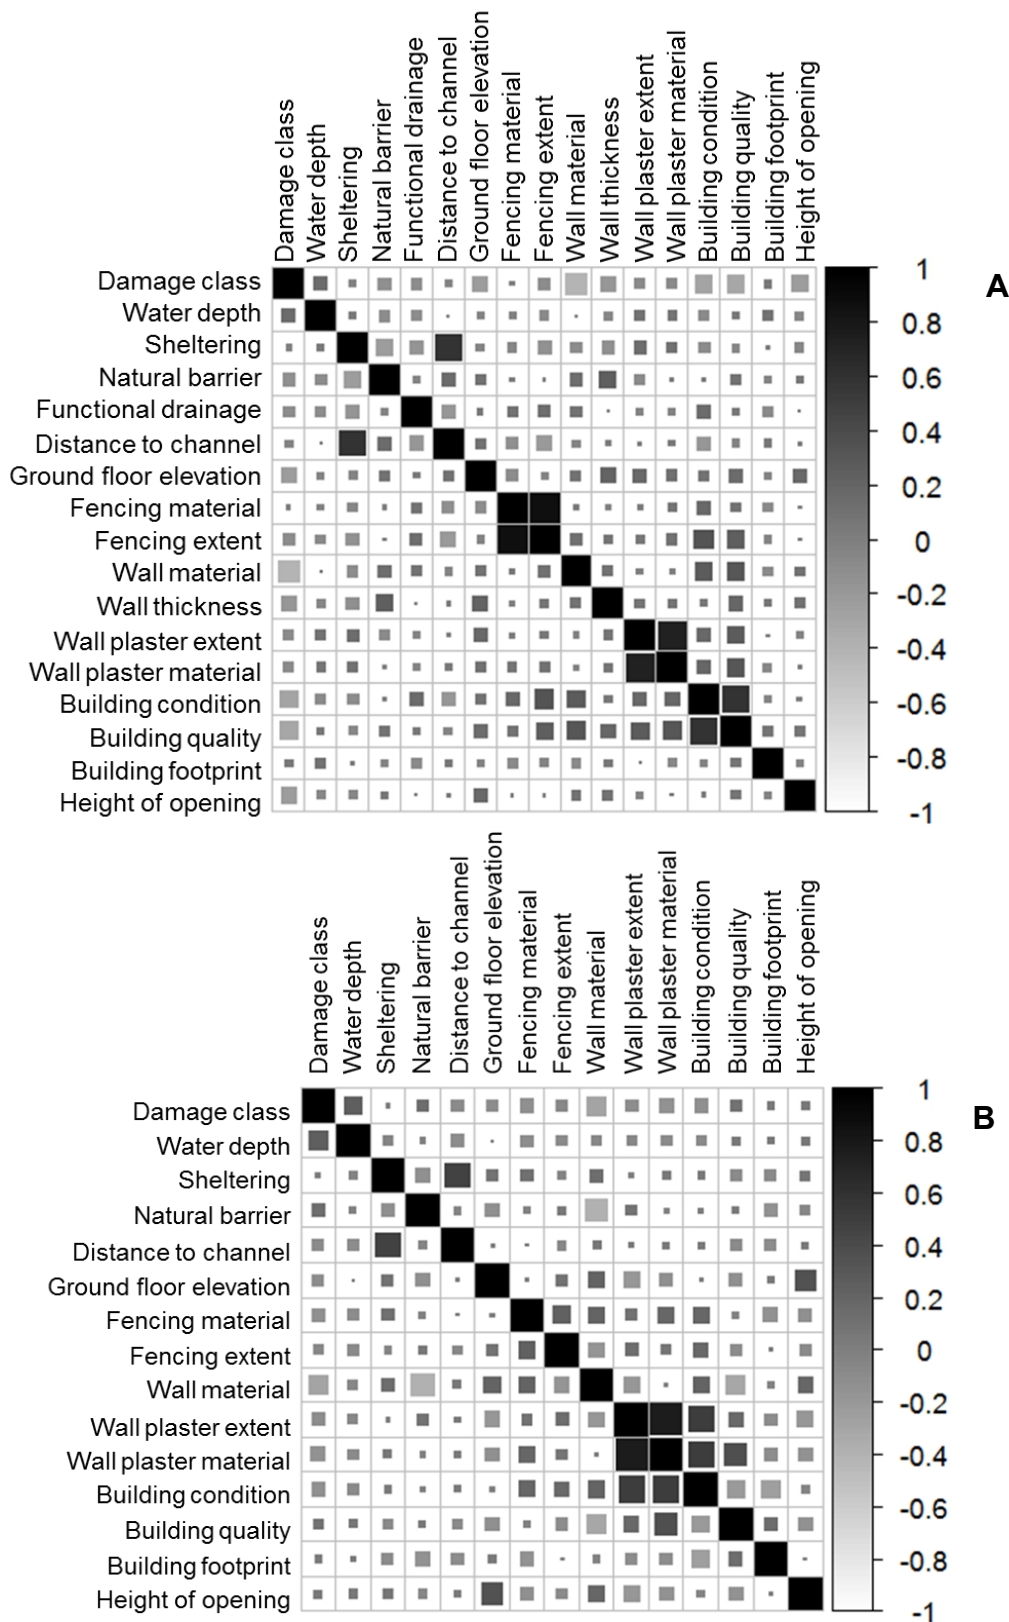 Damage class
Water depth
Sheltering
Natural barrier
Functional drainage
Distance to channel
Ground floor elevation
Fencing material
Fencing extent
Wall material
Wall thickness
Wall plaster extent
Wall plaster material
Building condition
Building quality
Building footprint
Height of opening
A
Damage class
Water depth
Sheltering
Natural barrier
Functional drainage
Distance to channel
Ground floor elevation
Fencing material
Fencing extent
Wall material
Wall thickness
Wall plaster extent
Wall plaster material
Building condition
Building quality
Building footprint
Height of opening
1
0.8
0.6
0.4
0.2
0
-0.2
-0.4
-0.6
-0.8
-1
Damage class
Water depth
Sheltering
Natural barrier
Distance to channel
Ground floor elevation
Fencing material
Fencing extent
Wall material
Wall plaster extent
Wall plaster material
Building condition
Building quality
Building footprint
Height of opening
B
Damage class
Water depth
Sheltering
Natural barrier
Distance to channel
Ground floor elevation
Fencing material
Fencing extent
Wall material
Wall plaster extent
Wall plaster material
Building condition
Building quality
Building footprint
Height of opening
1
0.8
0.6
0.4
0.2
0
-0.2
-0.4
-0.6
-0.8
-1